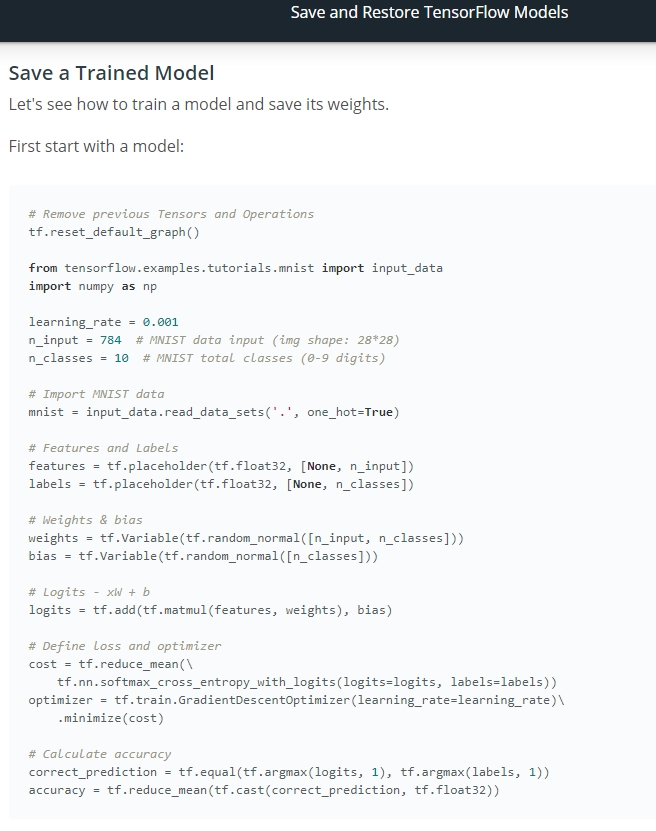 Save and Restore TensorFlow Models
Save a Trained Model
Let's see how to train a model and save its weights.
First start with a model:
# Remove previous Tensors and Operations
tf.reset_default_graph()
from tensorflow.examples.tutorials.mnist import input_data
import numpy as np
learning_rate = 0.001
n_input = 784  # MNIST data input (img shape: 28*28)
n_classes = 10  # MNIST total classes (0-9 digits)
# Import MNIST data
mnist = input_data.read_data_sets('.', one_hot=True)
# Features and Labels
features = tf.placeholder(tf.float32, [None, n_input])
labels = tf.placeholder(tf.float32, [None, n_classes])
# Weights & bias
weights = tf.Variable(tf.random_normal([n_input, n_classes]))
bias = tf.Variable(tf.random_normal([n_classes]))
# Logits - xW + b
logits = tf.add(tf.matmul(features, weights), bias)
# Define loss and optimizer
cost = tf.reduce_mean(\
    tf.nn.softmax_cross_entropy_with_logits(logits=logits, labels=labels))
optimizer = tf.train.GradientDescentOptimizer(learning_rate=learning_rate)\
    .minimize(cost)
# Calculate accuracy
correct_prediction = tf.equal(tf.argmax(logits, 1), tf.argmax(labels, 1))
accuracy = tf.reduce_mean(tf.cast(correct_prediction, tf.float32))